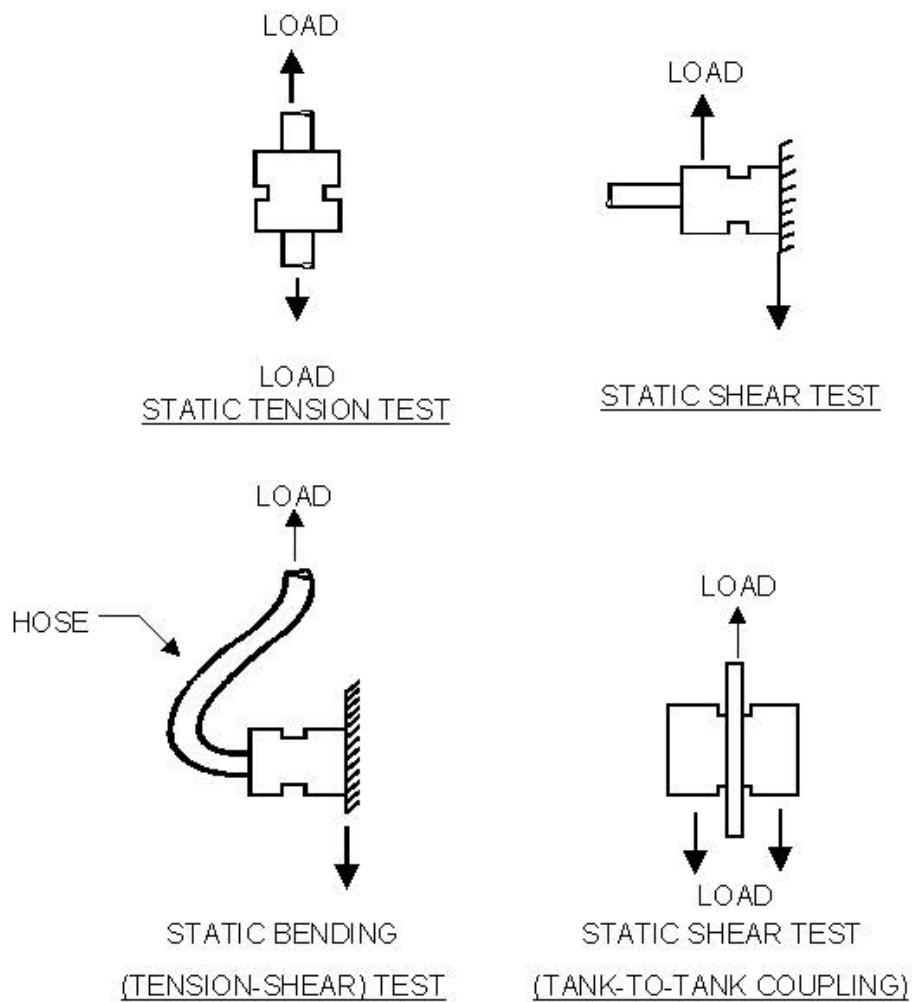 LOAD
LOAD
STATIC TENSION TEST
LOAD
STATIC SHEAR TEST
LOAD
HOSE
STATIC BENDING
(TENSION-SHEAR) TEST
LOAD
LOAD
STATIC SHEAR TEST
(TANK-TO-TANK COUPLING)